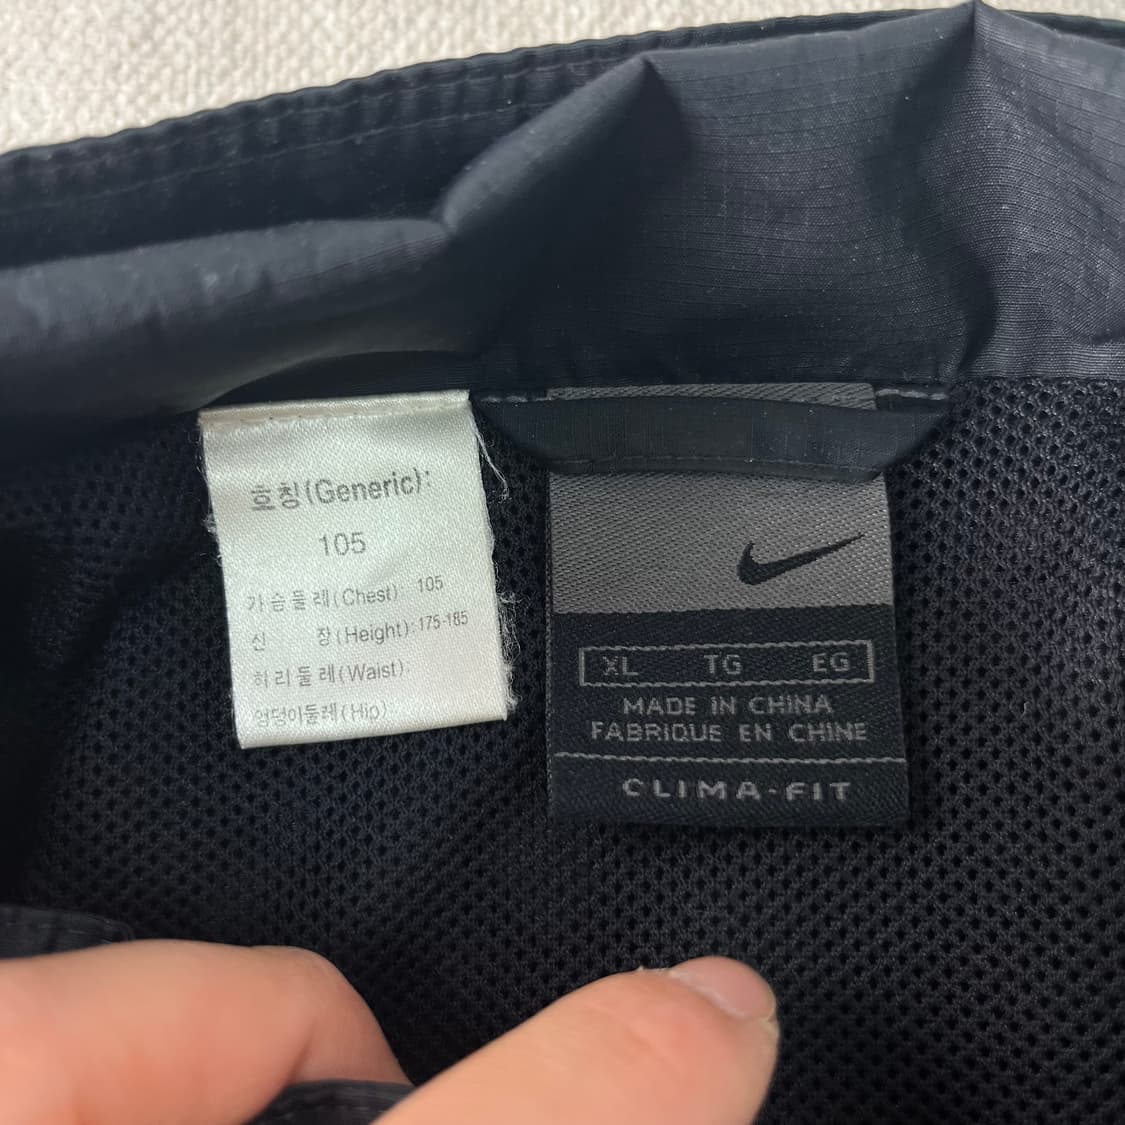 호칭(Generic):
105
가슴둘레(Chest): 105
신 장(Height): 175-185
허리둘레(Waist):
엉덩이둘레(Hip)
XL TG EG
MADE IN CHINA
FABRIQUE EN CHINE
CLIMA-FIT